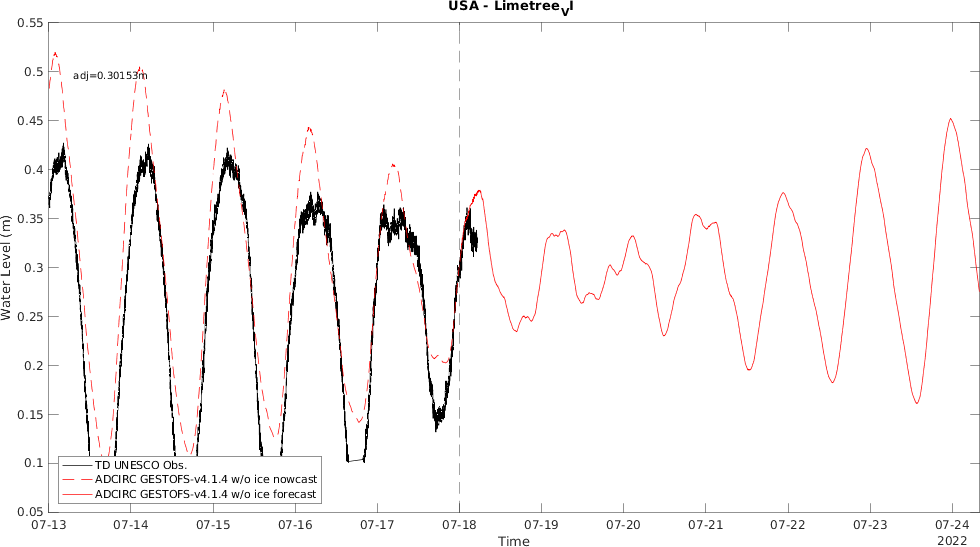 USA - LimetreeVI
adj=0.30153m
Water Level (m)
0.55
0.5
0.45
0.4
0.35
0.3
0.25
0.2
0.15
0.1
0.05
TD UNESCO Obs.
ADCIRC GESTOFS-v4.1.4 w/o ice nowcast
ADCIRC GESTOFS-v4.1.4 w/o ice forecast
07-13 07-14 07-15 07-16 07-17 07-18 07-19 07-20 07-21 07-22 07-23 07-24
2022
Time